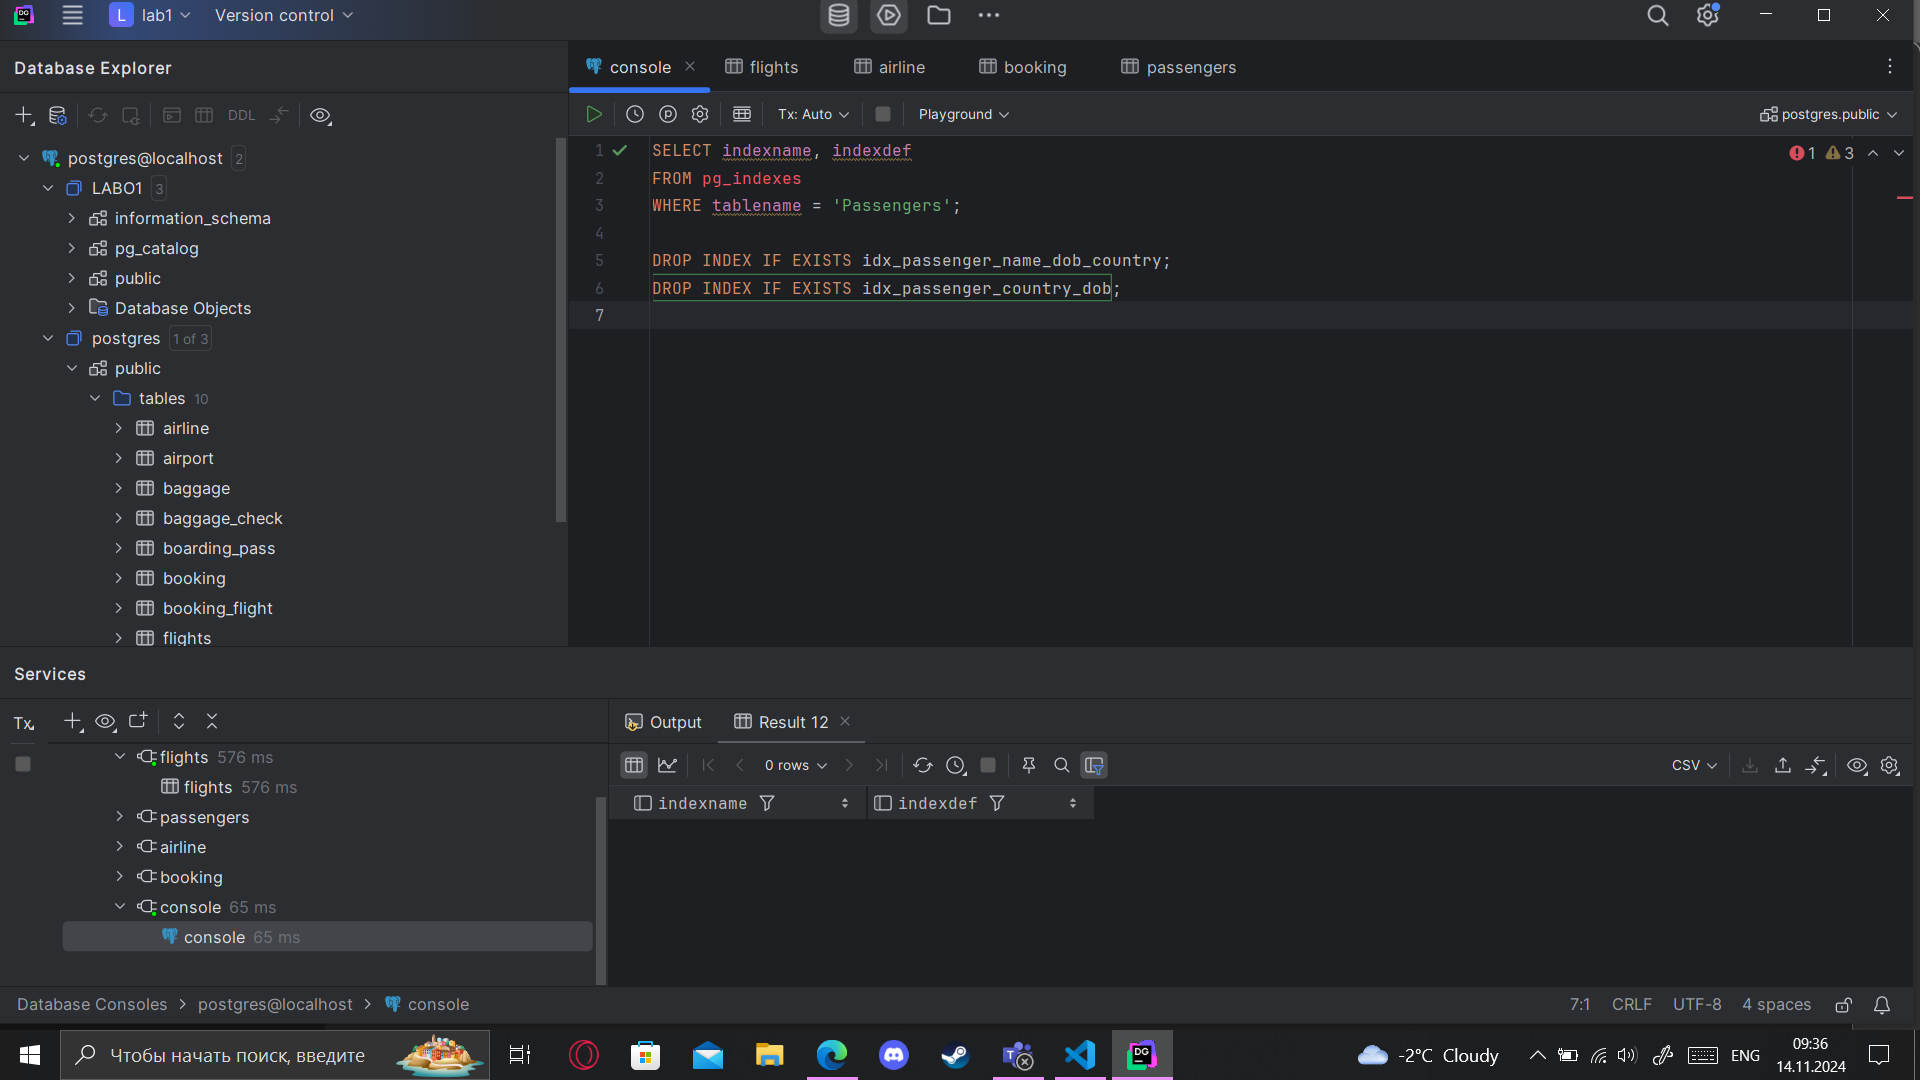 DG L lab1 Version control
Database Explorer
console flights airline booking passengers
DDL
Tx: Auto Playground postgres.public
postgres@localhost 2
LABO1 3
information_schema
pg_catalog
public
Database Objects
postgres 1 of 3
public
tables 10
airline
airport
baggage
baggage_check
boarding_pass
booking
booking_flight
flights
1 SELECT indexname, indexdef
2 FROM pg_indexes
3 WHERE tablename = 'Passengers';
4
5 DROP INDEX IF EXISTS idx_passenger_name_dob_country;
6 DROP INDEX IF EXISTS idx_passenger_country_dob;
7
1 3
Services
Tx
flights 576 ms
flights 576 ms
passengers
airline
booking
console 65 ms
console 65 ms
Output Result 12
0 rows CSV
indexname indexdef
Database Consoles > postgres@localhost > console
7:1 CRLF UTF-8 4 spaces
Чтобы начать поиск, введите
DG
-2°C Cloudy
ENG
09:36
14.11.2024